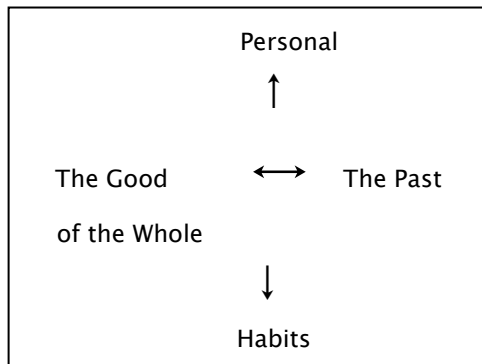 Personal
The Good
The Past
of the Whole
Habits